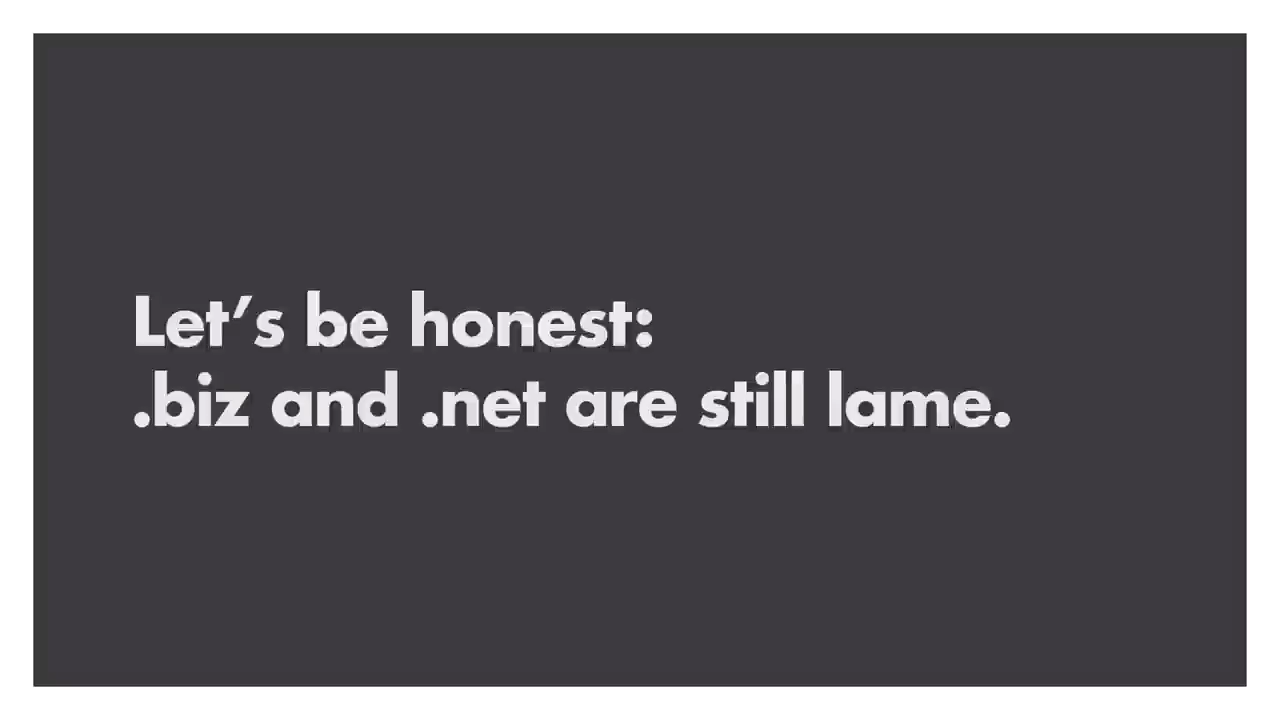 Let’s be honest:
.biz and .net are still lame.